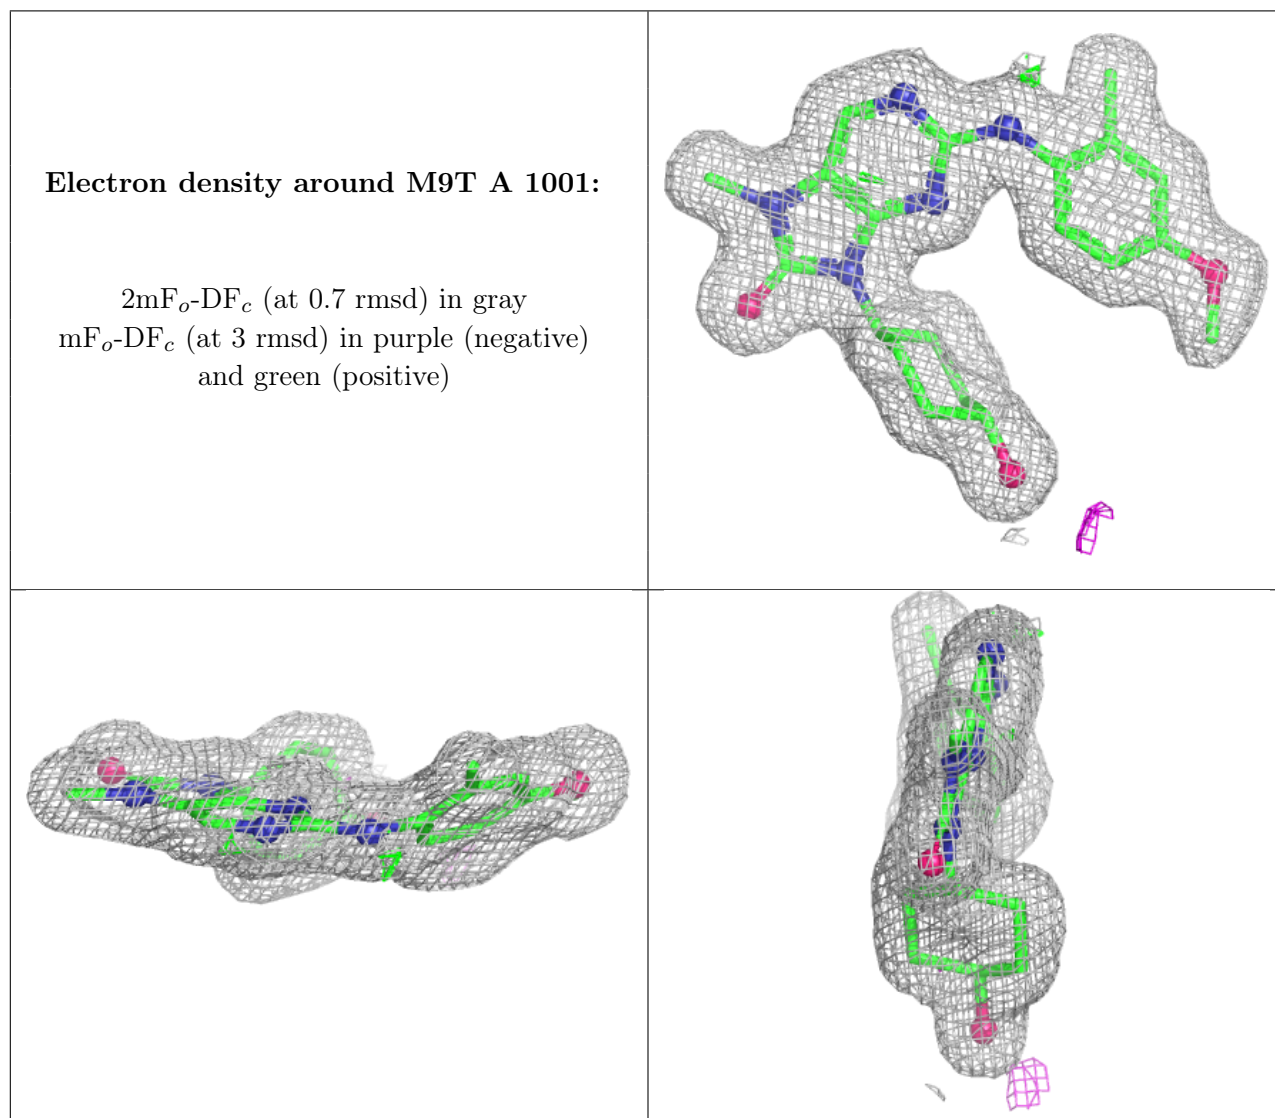 Electron density around M9T A 1001:
2mFo-DFc (at 0.7 rmsd) in gray
mFo-DFc (at 3 rmsd) in purple (negative)
and green (positive)